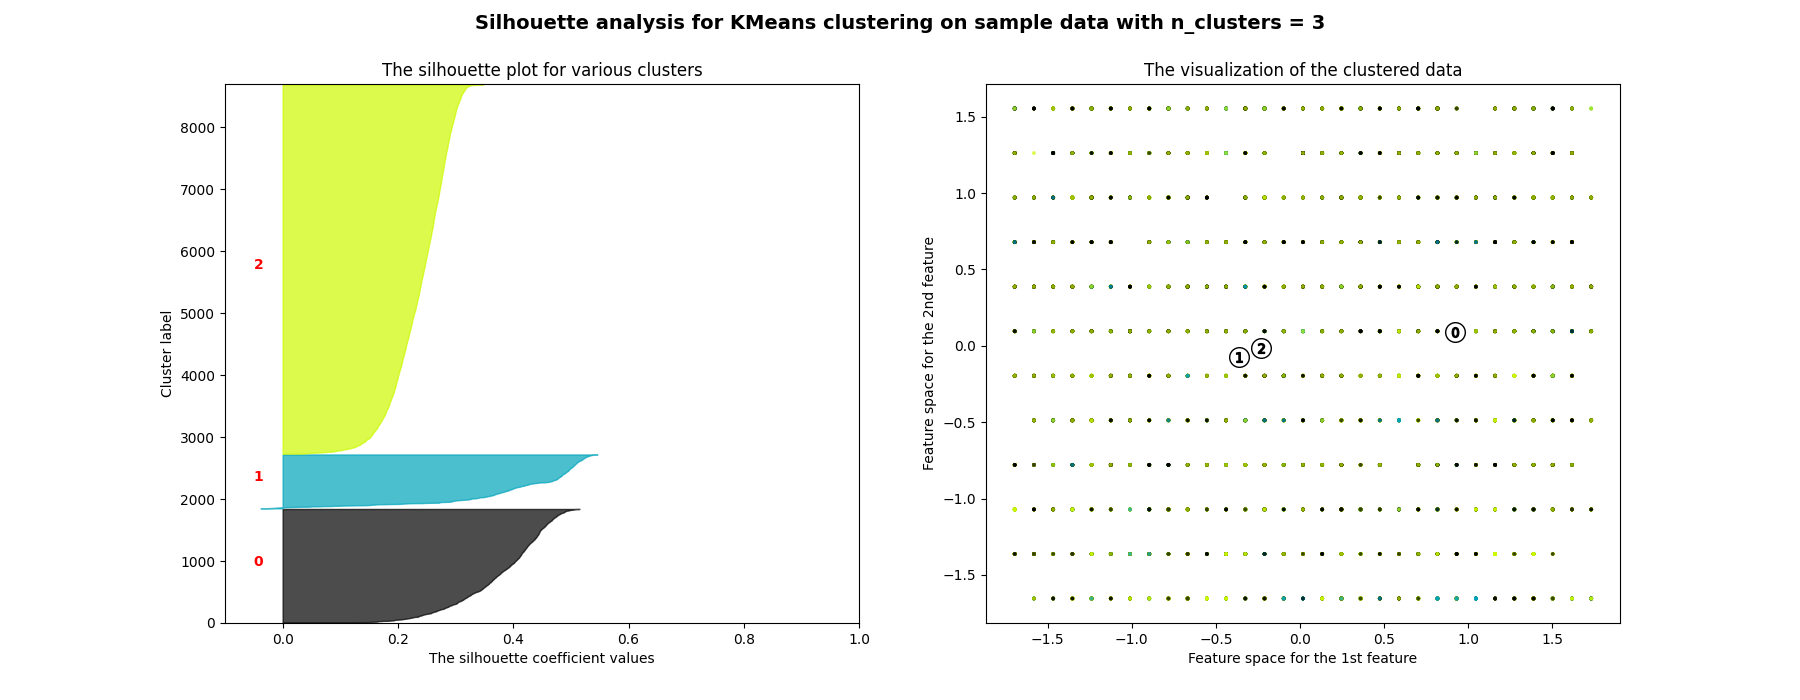 Silhouette analysis for KMeans clustering on sample data with n_clusters = 3
The silhouette plot for various clusters
Cluster label
8000
7000
6000
5000
4000
3000
2000
1000
0
2
1
0
0.0 0.2 0.4 0.6 0.8 1.0
The silhouette coefficient values
The visualization of the clustered data
Feature space for the 2nd feature
1.5
1.0
0.5
0.0
−0.5
−1.0
−1.5
0
2
1
−1.5 −1.0 −0.5 0.0 0.5 1.0 1.5
Feature space for the 1st feature